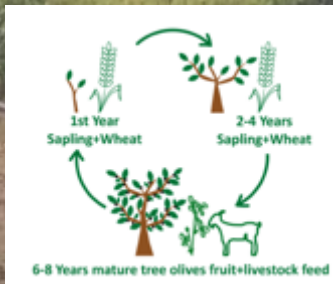 1st Year
Sapling+Wheat
2-4 Years
Sapling+Wheat
6-8 Years mature tree olives fruit+livestock feed